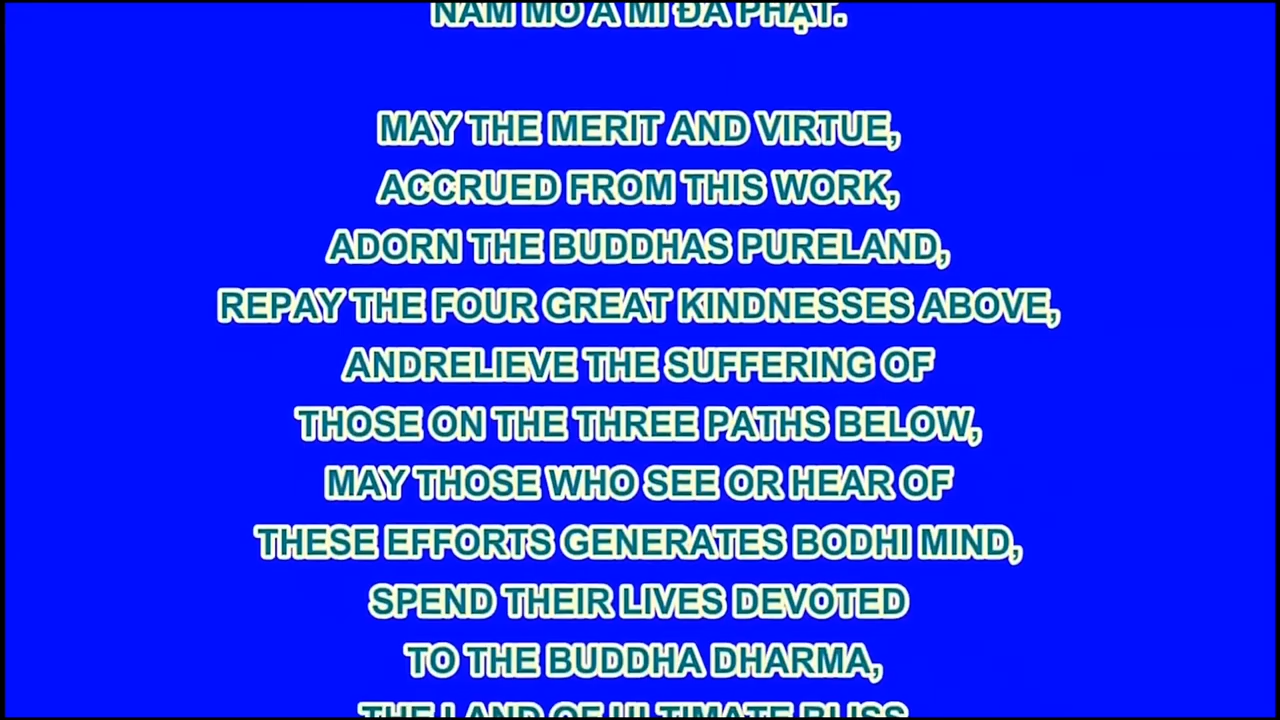 NAM MÔ A MI ĐÀ PHẬT.
MAY THE MERIT AND VIRTUE,
ACCRUED FROM THIS WORK,
ADORN THE BUDDHAS PURELAND,
REPAY THE FOUR GREAT KINDNESSES ABOVE,
ANDRELIEVE THE SUFFERING OF
THOSE ON THE THREE PATHS BELOW,
MAY THOSE WHO SEE OR HEAR OF
THESE EFFORTS GENERATES BODHI MIND,
SPEND THEIR LIVES DEVOTED
TO THE BUDDHA DHARMA,
THE LAND OF ULTIMATE BLISS